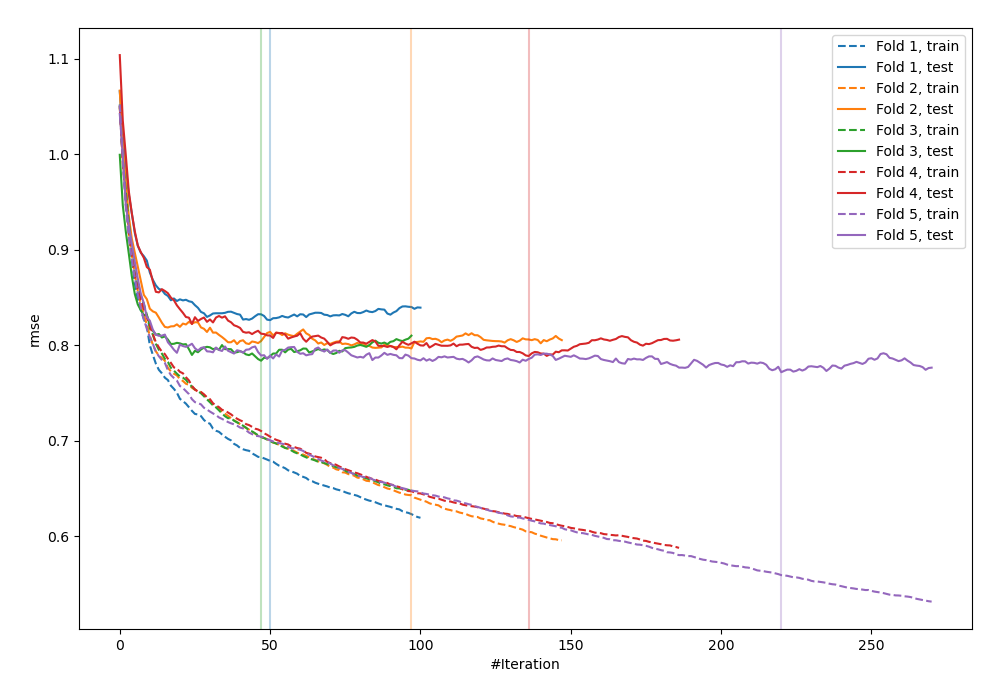 1.1
1.0
0.9
0.8
0.7
0.6
rmse
0
50
100
150
200
250
#Iteration
Fold 1, train
Fold 1, test
Fold 2, train
Fold 2, test
Fold 3, train
Fold 3, test
Fold 4, train
Fold 4, test
Fold 5, train
Fold 5, test